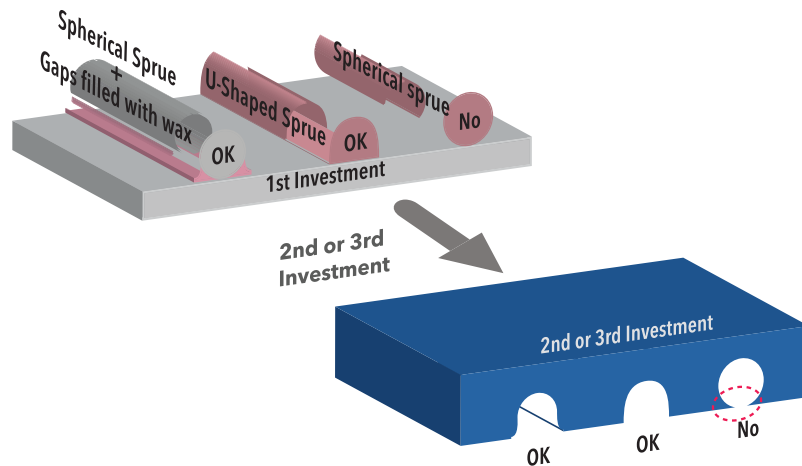 Spherical Sprue
+
Gaps filled with wax
OK
U-Shaped Sprue
OK
Spherical sprue
No
1st Investment
2nd or 3rd
Investment
2nd or 3rd Investment
OK
OK
No